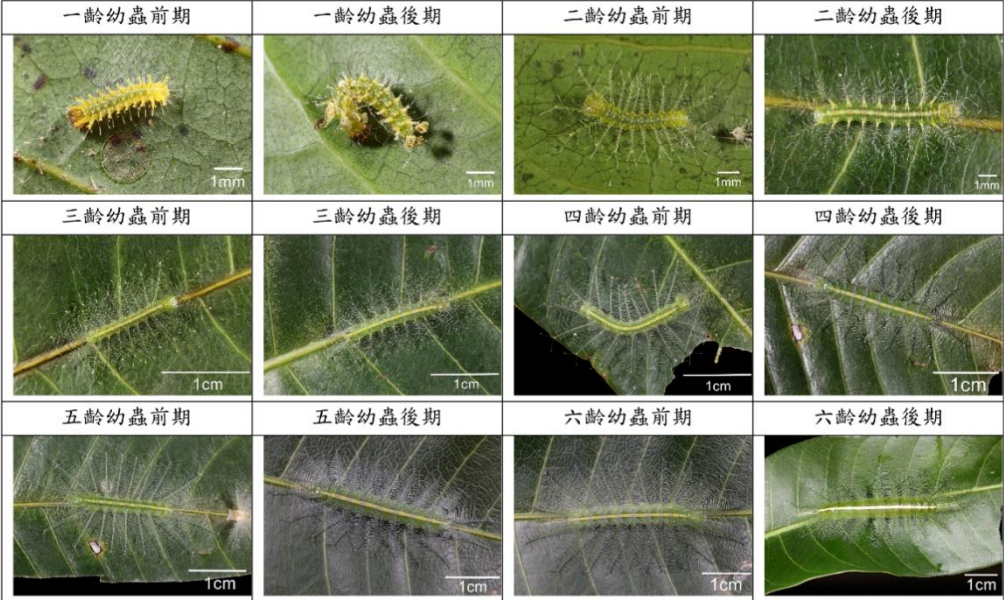 一齡幼蟲前期
一齡幼蟲後期
二齡幼蟲前期
二齡幼蟲後期
1mm
1mm
1mm
1mm
三齡幼蟲前期
三齡幼蟲後期
四齡幼蟲前期
四齡幼蟲後期
1cm
1cm
1cm
1cm
五齡幼蟲前期
五齡幼蟲後期
六齡幼蟲前期
六齡幼蟲後期
1cm
1cm
1cm
1cm